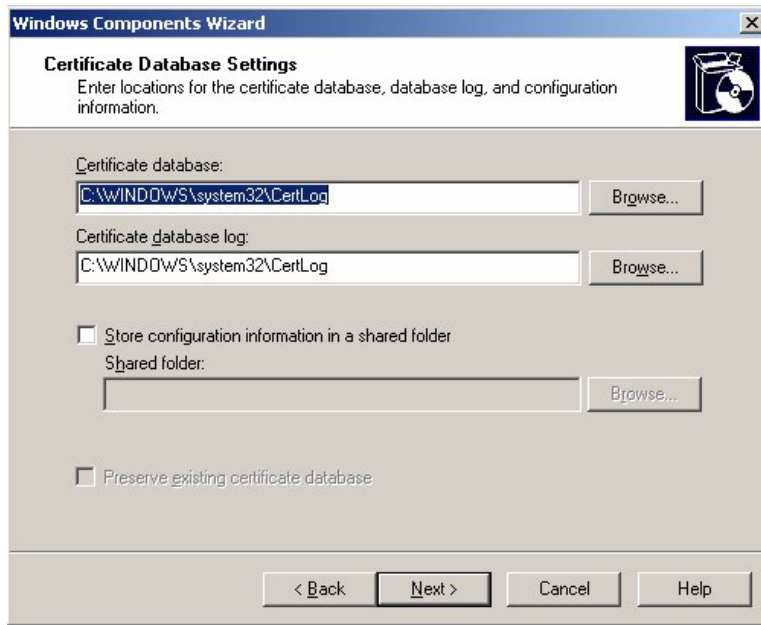 Windows Components Wizard
Certificate Database Settings
Enter locations for the certificate database, database log, and configuration
information.
Certificate database:
C:\WINDOWS\system32\CertLog
Browse...
Certificate database log:
C:\WINDOWS\system32\CertLog
Browse...
Store configuration information in a shared folder
Shared folder:
Browse...
Preserve existing certificate database
< Back
Next >
Cancel
Help